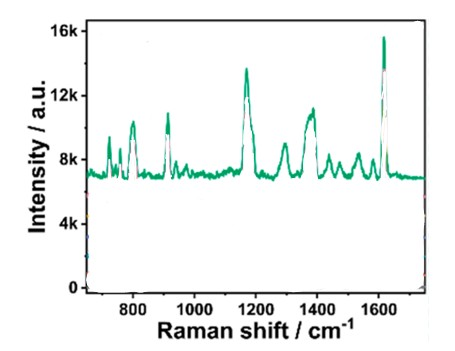 Intensity / a.u.
16k
12k
8k
4k
0
800 1000 1200 1400 1600
Raman shift / cm-1